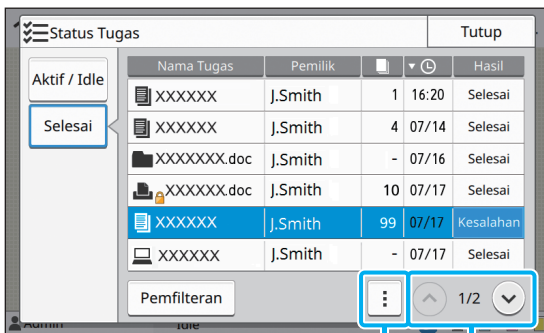 Status Tugas
Tutup
Aktif / Idle
Selesai
Nama Tugas Pemilik Hasil
XXXXXX J.Smith 1 16:20 Selesai
XXXXXX J.Smith 4 07/14 Selesai
XXXXXXX.doc J.Smith - 07/16 Selesai
XXXXXXX.doc J.Smith 10 07/17 Selesai
XXXXXX J.Smith 99 07/17 Kesalahan
XXXXXX J.Smith - 07/17 Selesai
Pemfilteran
1/2
Admin Idle